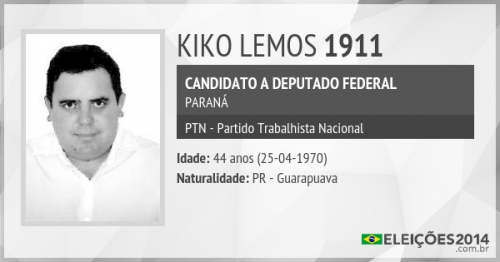 KIKO LEMOS 1911
CANDIDATO A DEPUTADO FEDERAL
PARANÁ
PTN - Partido Trabalhista Nacional
Idade: 44 anos (25-04-1970)
Naturalidade: PR - Guarapuava
ELEIÇÕES2014
.com.br